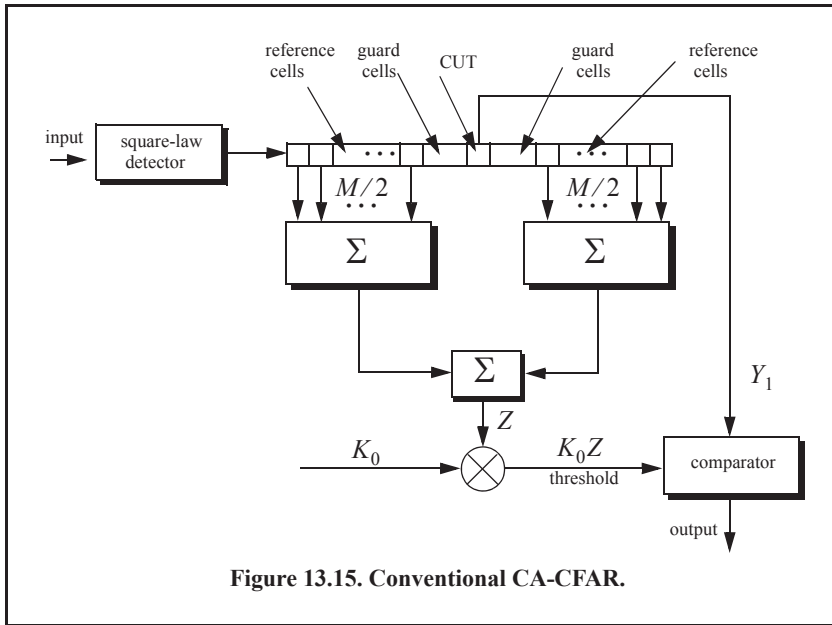 reference
cells
guard
cells
CUT
guard
cells
reference
cells
input
square-law
detector
...
...
M/2
...
M/2
...
Σ
Σ
Σ
Z
Y₁
K₀
K₀Z
threshold
comparator
output
Figure 13.15. Conventional CA-CFAR.